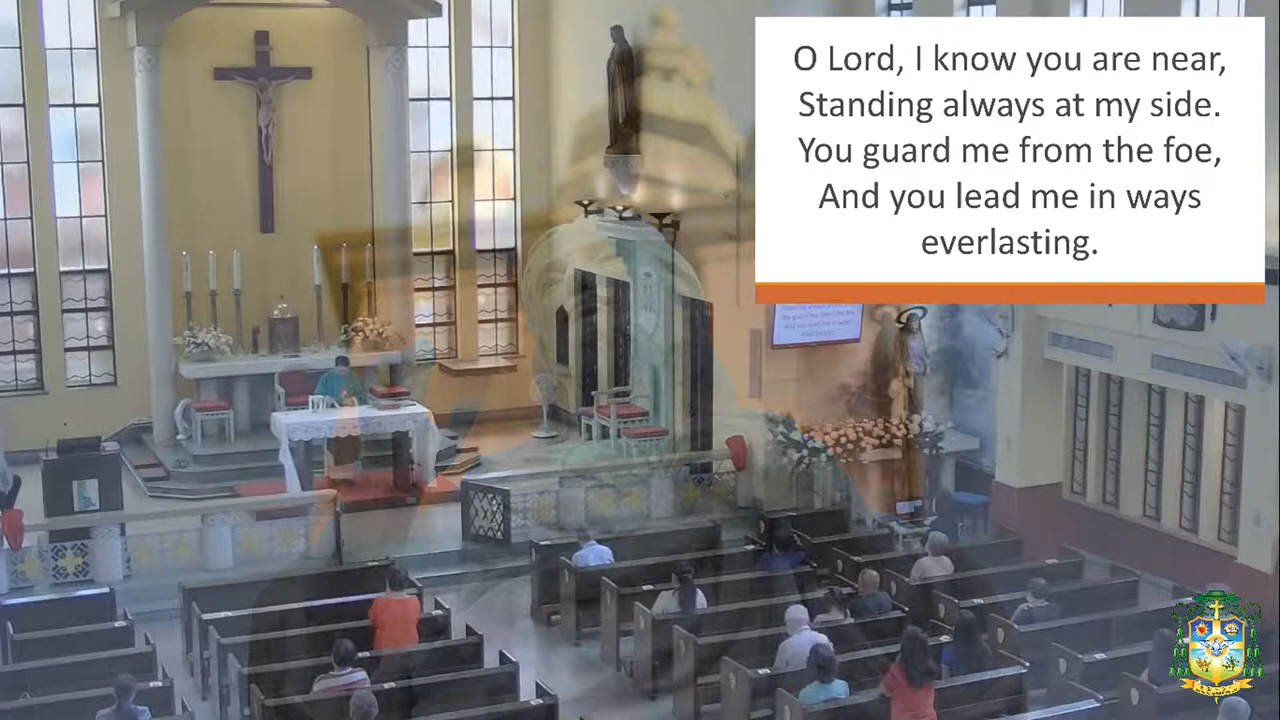 O Lord, I know you are near,
Standing always at my side.
You guard me from the foe,
And you lead me in ways
everlasting.